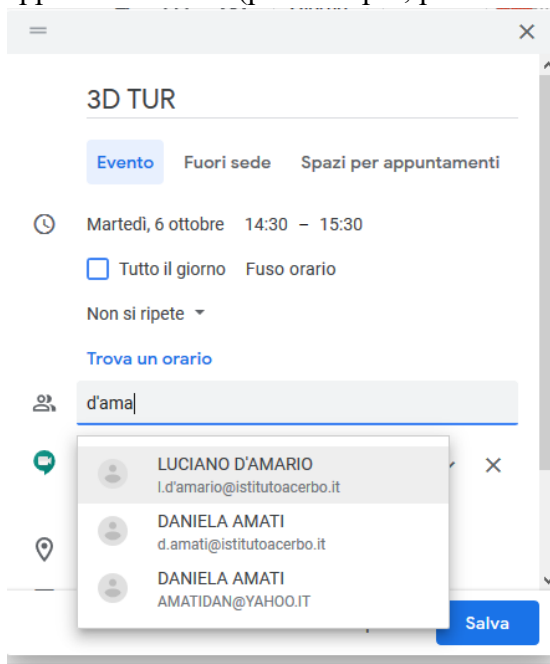 3D TUR
Evento Fuori sede Spazi per appuntamenti
Martedì, 6 ottobre 14:30 – 15:30
Tutto il giorno Fuso orario
Non si ripete
Trova un orario
d'ama
LUCIANO D'AMARIO
l.d'amario@istitutoacerbo.it
DANIELA AMATI
d.amati@istitutoacerbo.it
DANIELA AMATI
AMATIDAN@YAHOO.IT
Salva